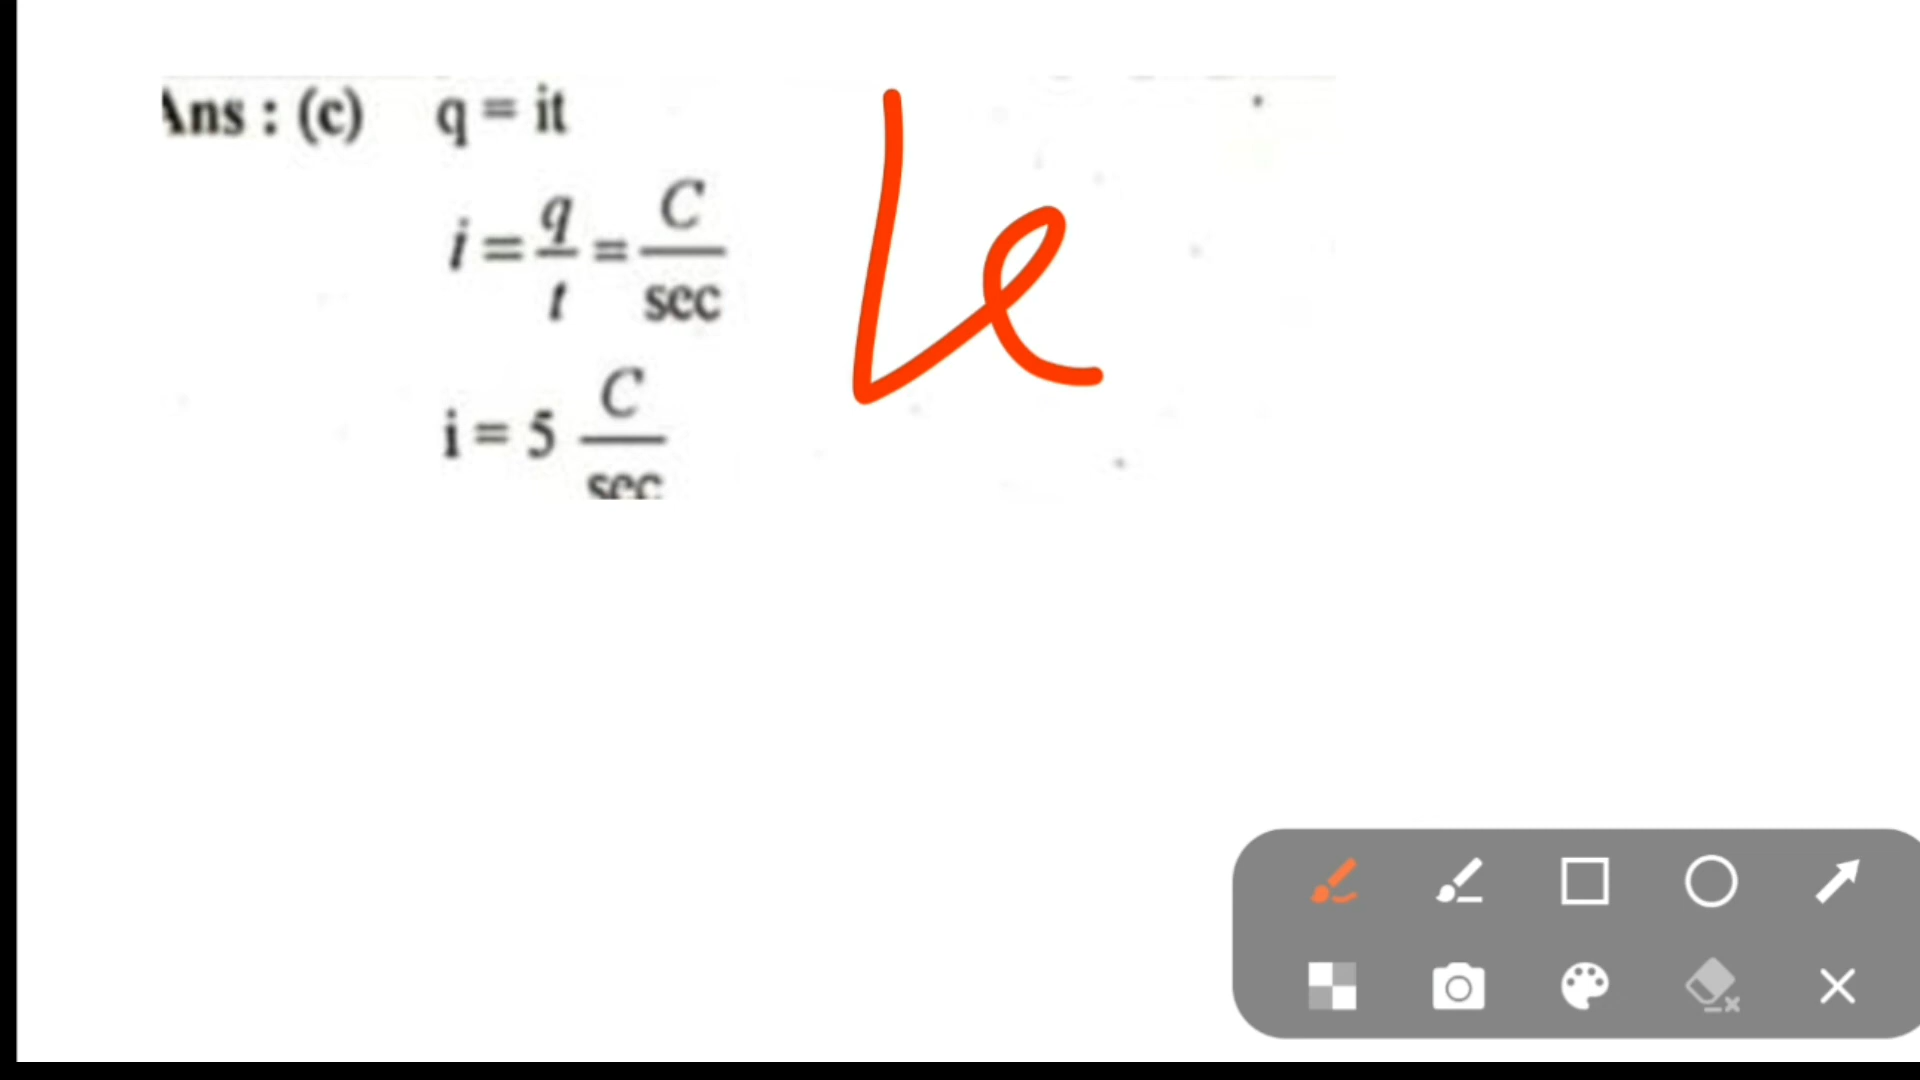 Ans : (c) q = it
i = q/t = C/sec
i = 5 C/sec
le